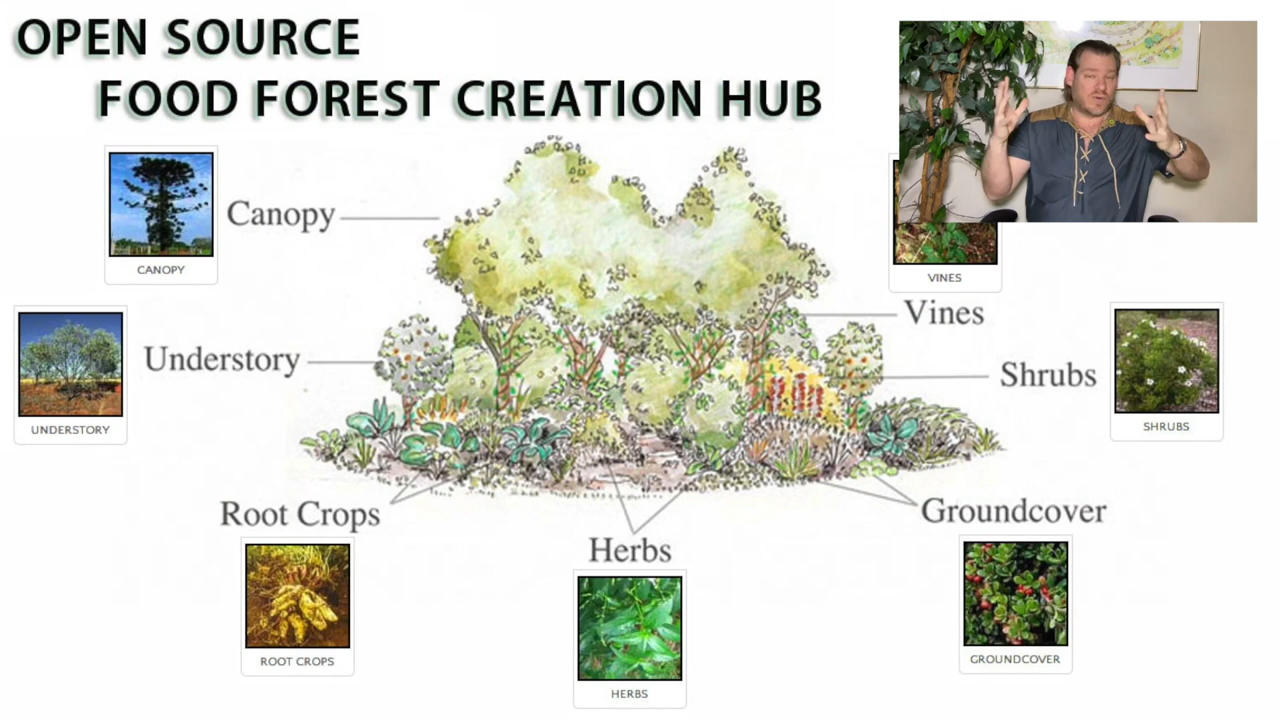 OPEN SOURCE
FOOD FOREST CREATION HUB
Canopy
CANOPY
VINES
Vines
Understory
UNDERSTORY
Shrubs
SHRUBS
Root Crops
ROOT CROPS
Herbs
HERBS
Groundcover
GROUNDCOVER